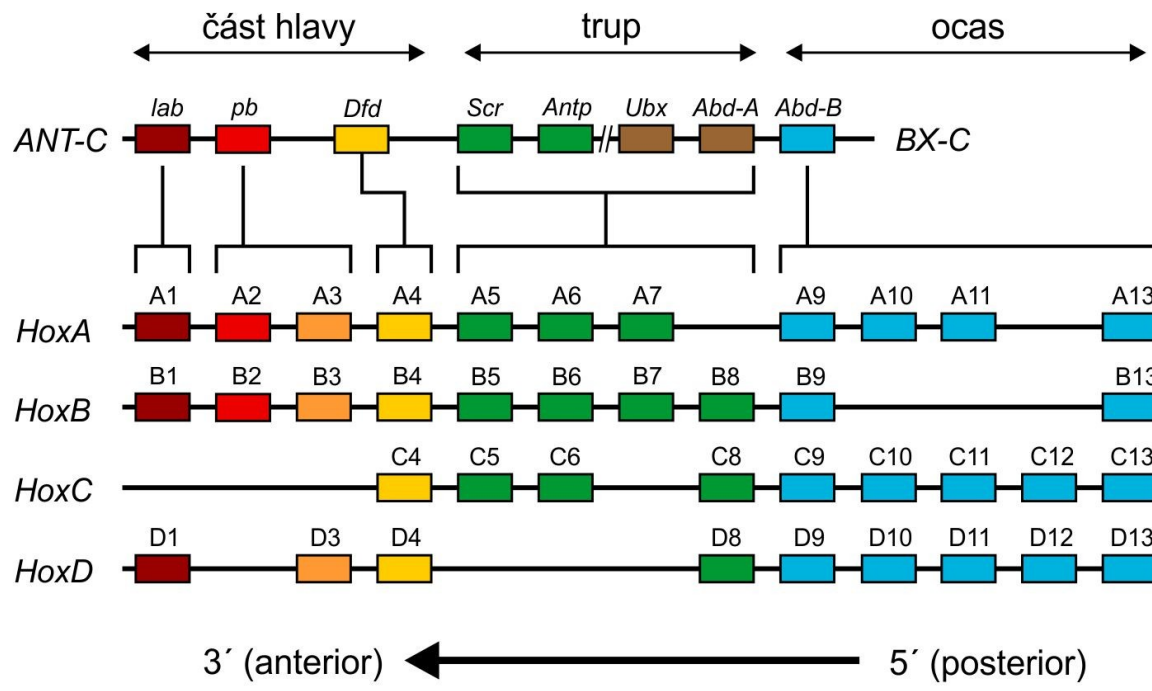 část hlavy trup ocas
lab pb Dfd Scr Antp Ubx Abd-A Abd-B
ANT-C // BX-C
A1 A2 A3 A4 A5 A6 A7 A9 A10 A11 A13
HoxA
B1 B2 B3 B4 B5 B6 B7 B8 B9 B13
HoxB
C4 C5 C6 C8 C9 C10 C11 C12 C13
HoxC
D1 D3 D4 D8 D9 D10 D11 D12 D13
HoxD
3´ (anterior) 5´ (posterior)